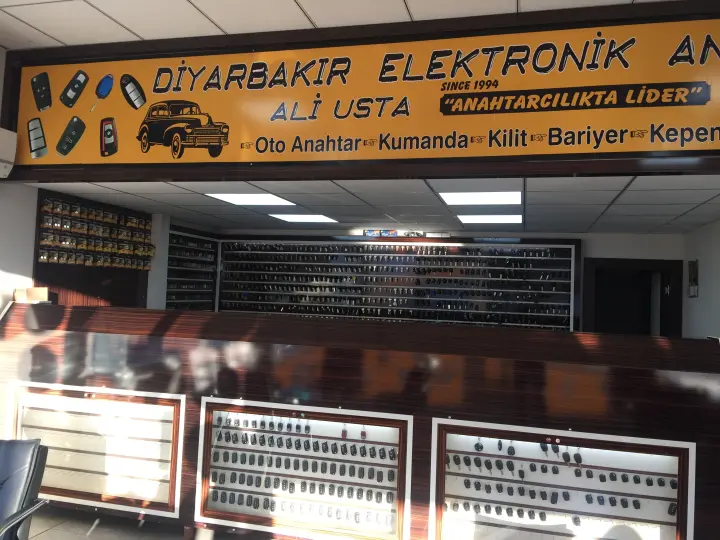 DİYARBAKIR ELEKTRONİK AN
SINCE 1994
ALİ USTA
"ANAHTARCILIKTA LİDER"
☞Oto Anahtar☞Kumanda☞Kilit☞Bariyer☞Kepen